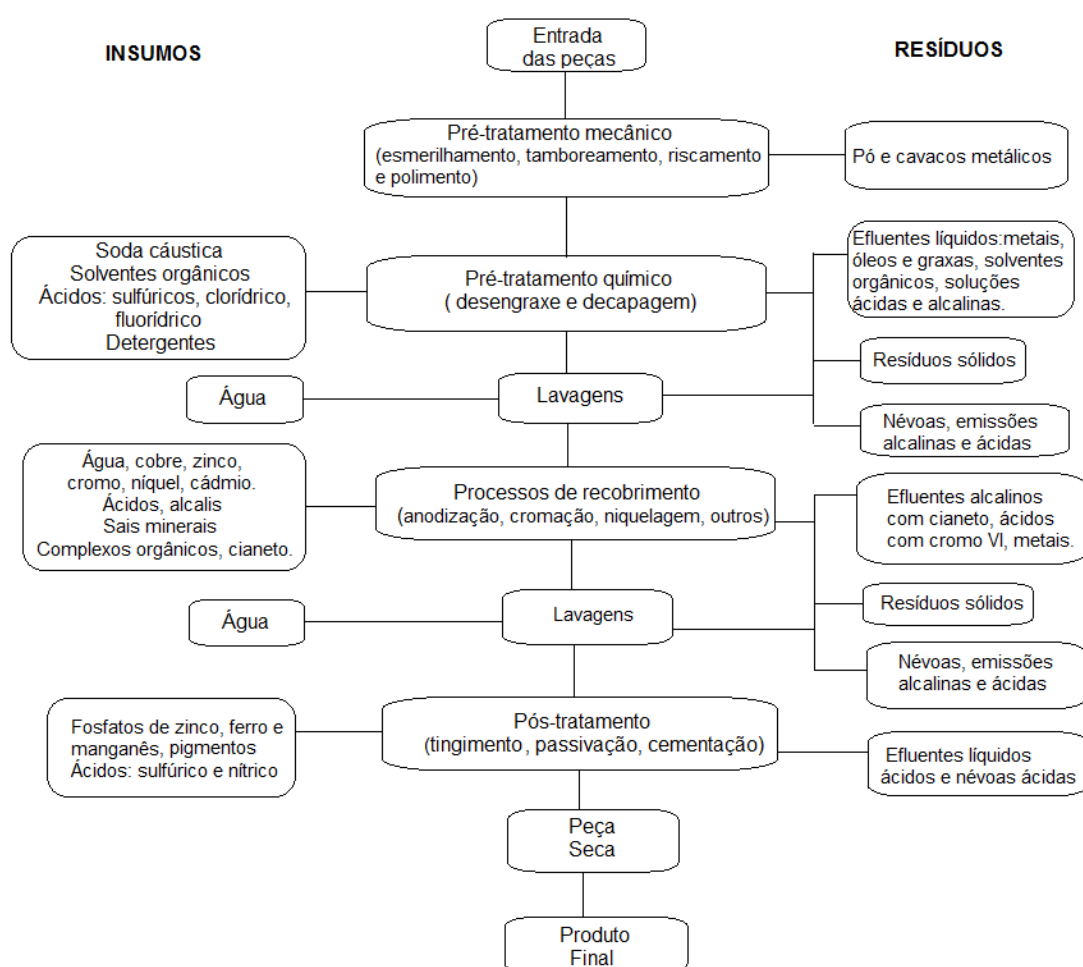 INSUMOS
RESÍDUOS
Entrada
das peças
Pré-tratamento mecânico
(esmerilhamento, tamboreamento, riscamento
e polimento)
Pó e cavacos metálicos
Soda cáustica
Solventes orgânicos
Ácidos: sulfúricos, clorídrico,
fluorídrico
Detergentes
Pré-tratamento químico
( desengraxe e decapagem)
Efluentes líquidos:metais,
óleos e graxas, solventes
orgânicos, soluções
ácidas e alcalinas.
Resíduos sólidos
Água
Lavagens
Névoas, emissões
alcalinas e ácidas
Água, cobre, zinco,
cromo, níquel, cádmio.
Ácidos, alcalis
Sais minerais
Complexos orgânicos, cianeto.
Processos de recobrimento
(anodização, cromação, niquelagem, outros)
Efluentes alcalinos
com cianeto, ácidos
com cromo VI, metais.
Resíduos sólidos
Água
Lavagens
Névoas, emissões
alcalinas e ácidas
Fosfatos de zinco, ferro e
manganês, pigmentos
Ácidos: sulfúrico e nítrico
Pós-tratamento
(tingimento, passivação, cementação)
Efluentes líquidos
ácidos e névoas ácidas
Peça
Seca
Produto
Final